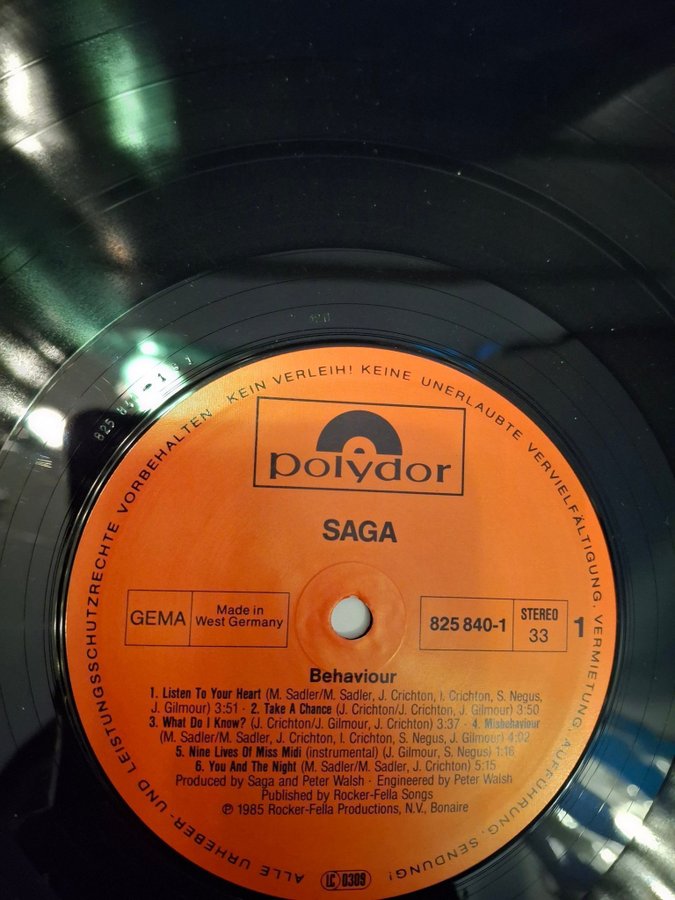 KEIN VERLEIH! KEINE UNERLAUBTE VERVIELFÄLTIGUNG, VERMIETUNG, AUFFÜHRUNG, SENDUNG!
ALLE URHEBER- UND LEISTUNGSSCHUTZRECHTE VORBEHALTEN
polydor
SAGA
GEMA
Made in
West Germany
825 840-1
STEREO
33
1
Behaviour
1. Listen To Your Heart (M. Sadler/M. Sadler, J. Crichton, I. Crichton, S. Negus,
J. Gilmour) 3:51 · 2. Take A Chance (J. Crichton/J. Crichton, J. Gilmour) 3:50
3. What Do I Know? (J. Crichton/J. Gilmour, J. Crichton) 3:37 · 4. Misbehaviour
(M. Sadler/M. Sadler, J. Crichton, I. Crichton, S. Negus, J. Gilmour) 4:02
5. Nine Lives Of Miss Midi (instrumental) (J. Gilmour, S. Negus) 1:16
6. You And The Night (M. Sadler/M. Sadler, J. Crichton) 5:15
Produced by Saga and Peter Walsh · Engineered by Peter Walsh
Published by Rocker-Fella Songs
℗ 1985 Rocker-Fella Productions, N.V., Bonaire
LC 0309